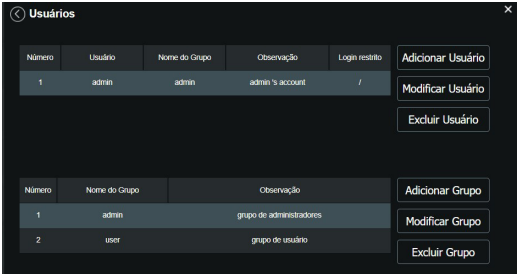 Usuários
Número Usuário Nome do Grupo Observação Login restrito
1 admin admin admin 's account /
Adicionar Usuário
Modificar Usuário
Excluir Usuário
Número Nome do Grupo Observação
1 admin grupo de administradores
2 user grupo de usuário
Adicionar Grupo
Modificar Grupo
Excluir Grupo